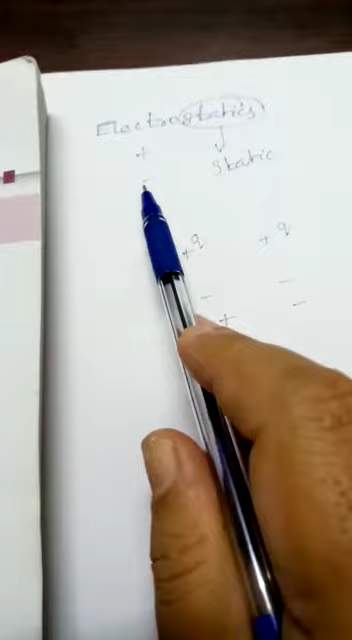 Electrostatics
+
static
-
+q +q
-
- -
+